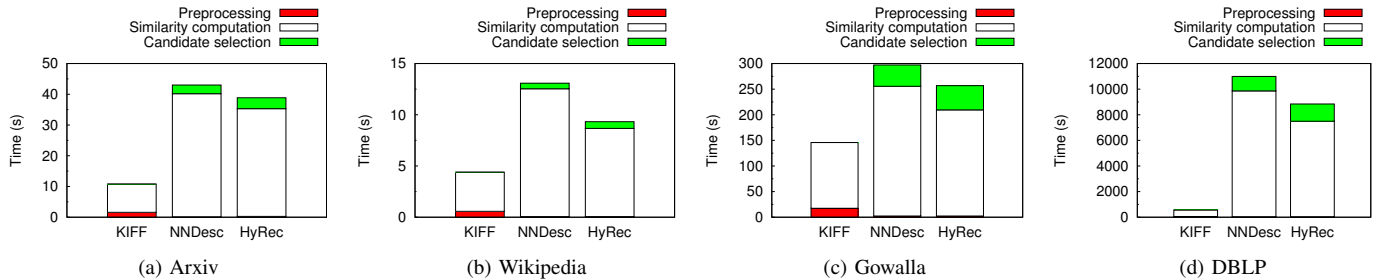 Preprocessing
Similarity computation
Candidate selection
50
40
30
20
10
0
Time (s)
KIFF NNDesc HyRec
(a) Arxiv
Preprocessing
Similarity computation
Candidate selection
15
10
5
0
Time (s)
KIFF NNDesc HyRec
(b) Wikipedia
Preprocessing
Similarity computation
Candidate selection
300
250
200
150
100
50
0
Time (s)
KIFF NNDesc HyRec
(c) Gowalla
Preprocessing
Similarity computation
Candidate selection
12000
10000
8000
6000
4000
2000
0
Time (s)
KIFF NNDesc HyRec
(d) DBLP